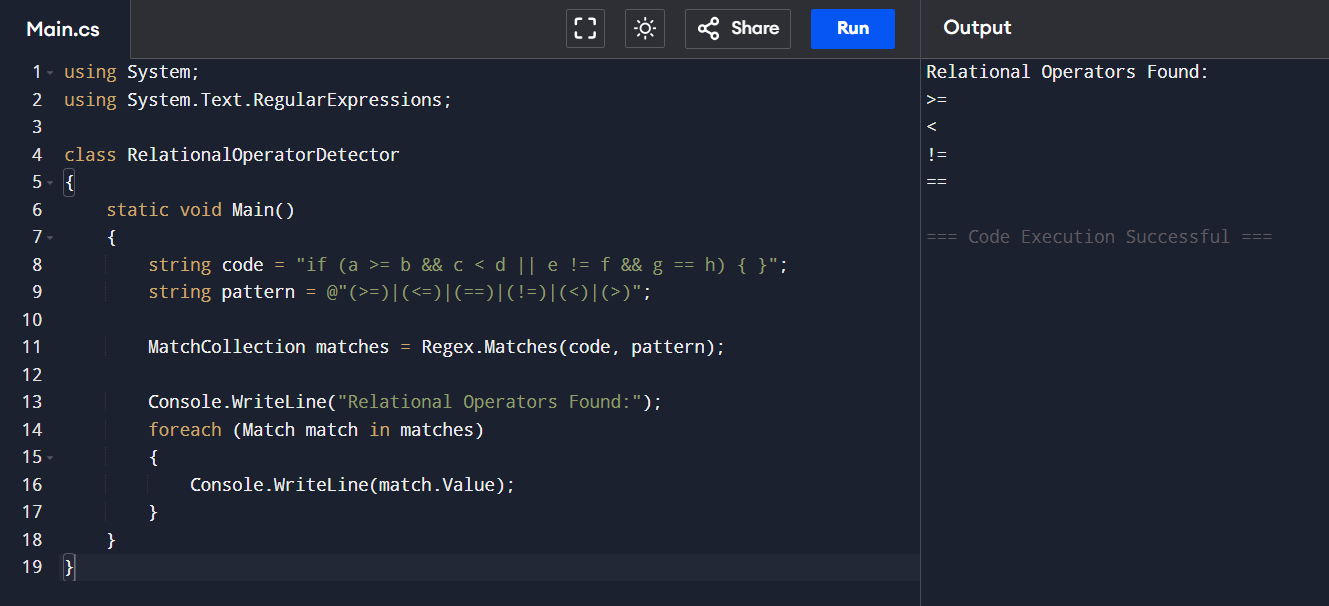 Main.cs
Share
Run
Output
1 using System;
2 using System.Text.RegularExpressions;
3
4 class RelationalOperatorDetector
5 {
6     static void Main()
7     {
8         string code = "if (a >= b && c < d || e != f && g == h) { }";
9         string pattern = @"(>=)|(<=)|(==)|(!=)|(<)|(>)";
10
11         MatchCollection matches = Regex.Matches(code, pattern);
12
13         Console.WriteLine("Relational Operators Found:");
14         foreach (Match match in matches)
15         {
16             Console.WriteLine(match.Value);
17         }
18     }
19 }
Relational Operators Found:
>=
<
!=
==
=== Code Execution Successful ===